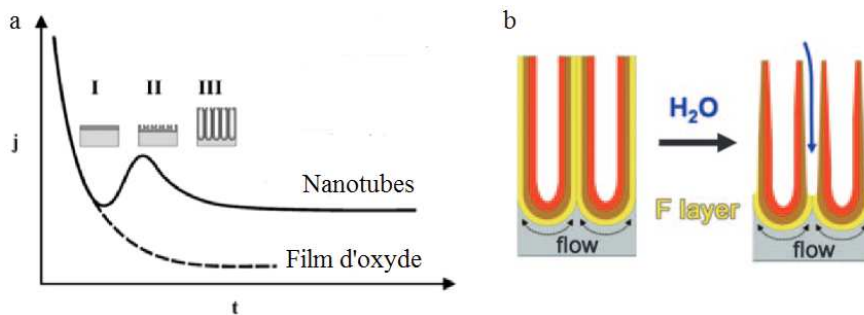 a
I II III
j
Nanotubes
Film d'oxyde
t
b
H₂O
F layer
flow
flow